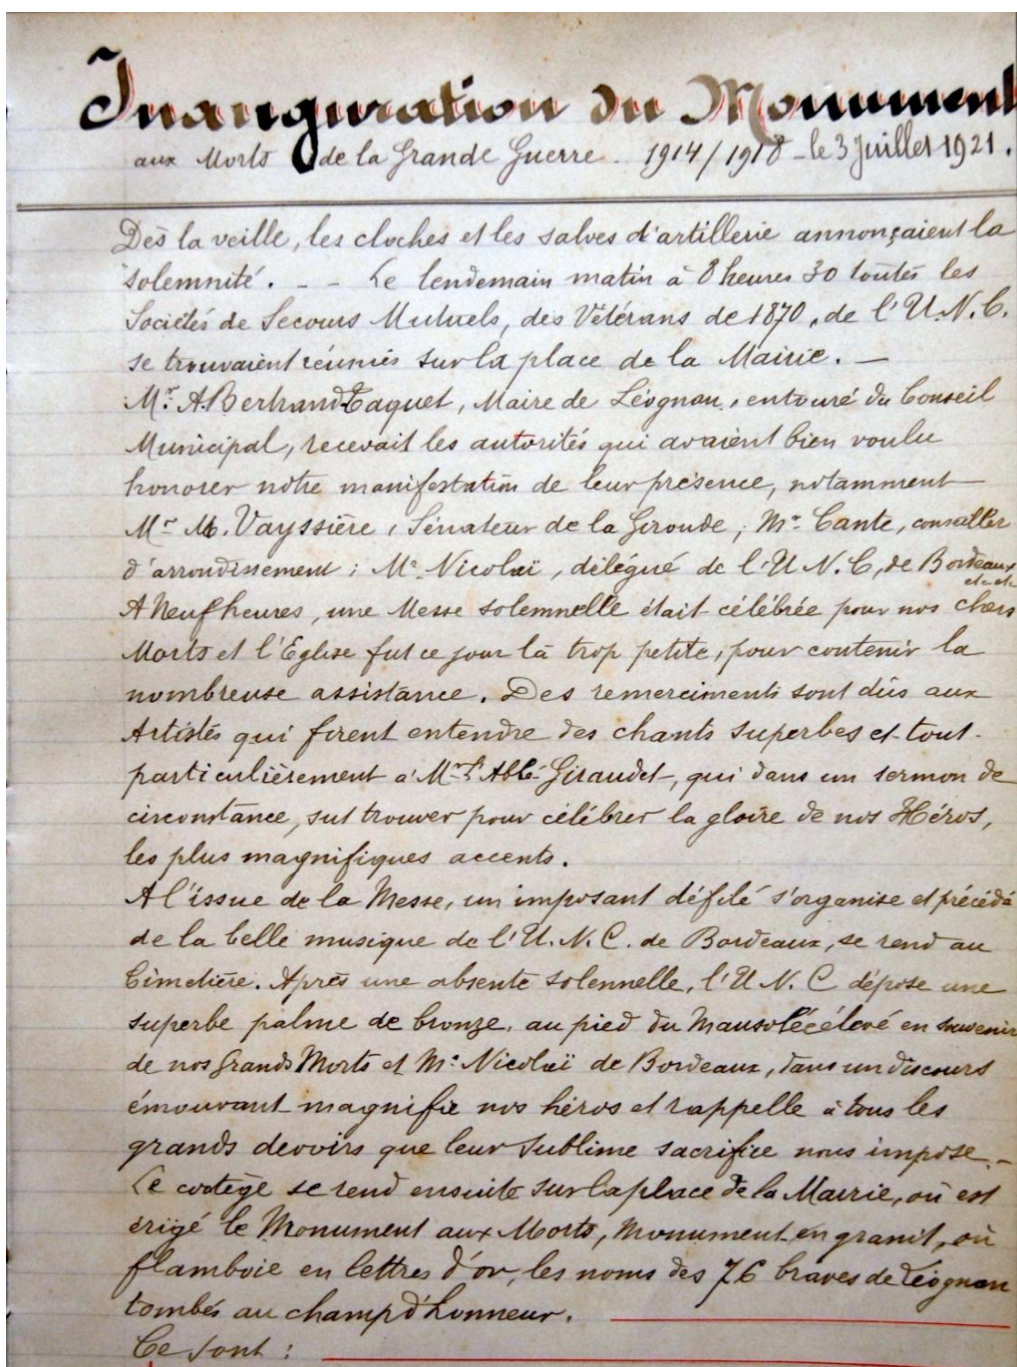 Inauguration du Monument
aux Morts de la Grande Guerre. 1914/1918 - le 3 Juillet 1921.
Dès la veille, les cloches et les salves d'artillerie annonçaient la
solemnité. - - Le lendemain matin à 8 heures 30 toutes les
Sociétés de Secours Mutuels, des Vétérans de 1870, de l'U.N.C.
se trouvaient réunies sur la place de la Mairie. -
Mr. A. Bertrand Taquet, Maire de Léognan, entouré du Conseil
Municipal, recevait les autorités qui avaient bien voulu
honorer notre manifestation de leur présence, notamment
Mr M. Vayssière, Sénateur de la Gironde, Mr Cante, conseiller
d'arrondissement; Mr. Nicolaï, délégué de l'U.N.C, de Bordeaux
etc. etc.
A Neuf heures, une Messe solemnelle était célébrée pour nos chers
Morts et l'Eglise fut ce jour là trop petite, pour contenir la
nombreuse assistance. Des remerciments sont dûs aux
Artistes qui firent entendre des chants superbes et tout
particulièrement à Mr l'Abbé Giraudet, qui dans un sermon de
circonstance, sut trouver pour célébrer la gloire de nos Héros,
les plus magnifiques accents.
A l'issue de la Messe, un imposant défilé s'organise et précédé
de la belle musique de l'U.N.C. de Bordeaux, se rend au
Cimetière. Après une absente solennelle, l'U.N.C dépose une
superbe palme de bronze, au pied du Mausolée élevé en souvenir
de nos Grands Morts et Mr. Nicolaï de Bordeaux, dans un discours
émouvant magnifie nos héros et rappelle à tous les
grands devoirs que leur sublime sacrifice nous impose. -
Le cortège se rend ensuite sur la place de la Mairie, où est
érigé le Monument aux Morts, Monument en granit, où
flamboie en lettres d'or, les noms des 76 braves de Léognan
tombés au champ d'honneur.
Ce sont :